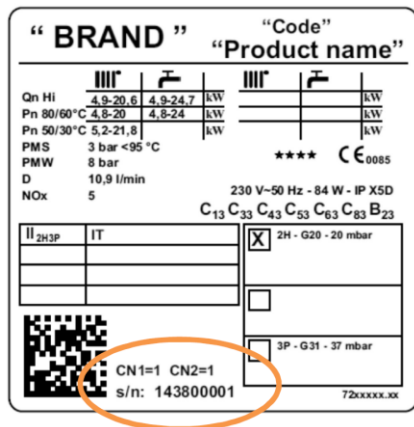 “ BRAND ”
“Code”
“Product name”
Qn Hi 4,9-20,6 4,9-24,7 kW kW
Pn 80/60°C 4,8-20 4,8-24 kW kW
Pn 50/30°C 5,2-21,8 kW kW
PMS 3 bar <95 °C
PMW 8 bar
D 10,9 l/min
NOx 5
★★★★ CE 0085
230 V~50 Hz - 84 W - IP X5D
C13 C33 C43 C53 C63 C83 B23
II2H3P IT
X 2H - G20 - 20 mbar
3P - G31 - 37 mbar
CN1=1 CN2=1
s/n: 143800001
72xxxxx.xx